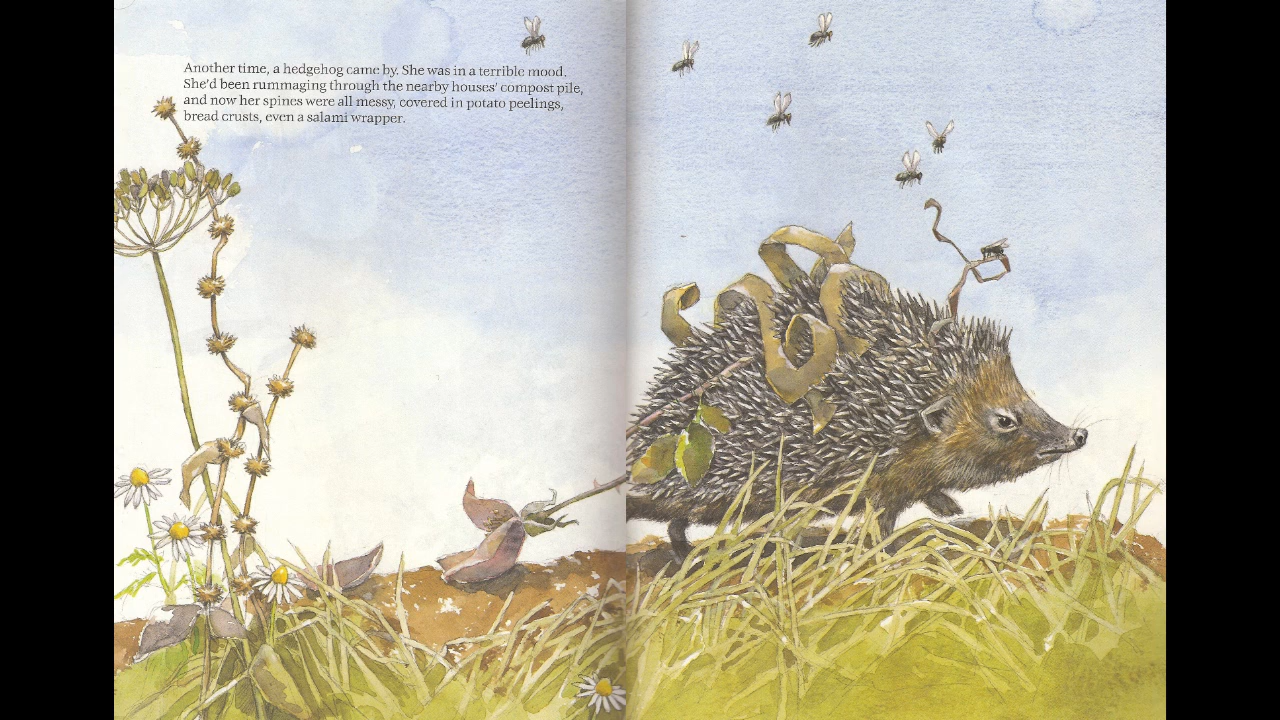 Another time, a hedgehog came by. She was in a terrible mood.
She'd been rummaging through the nearby houses' compost pile,
and now her spines were all messy, covered in potato peelings,
bread crusts, even a salami wrapper.